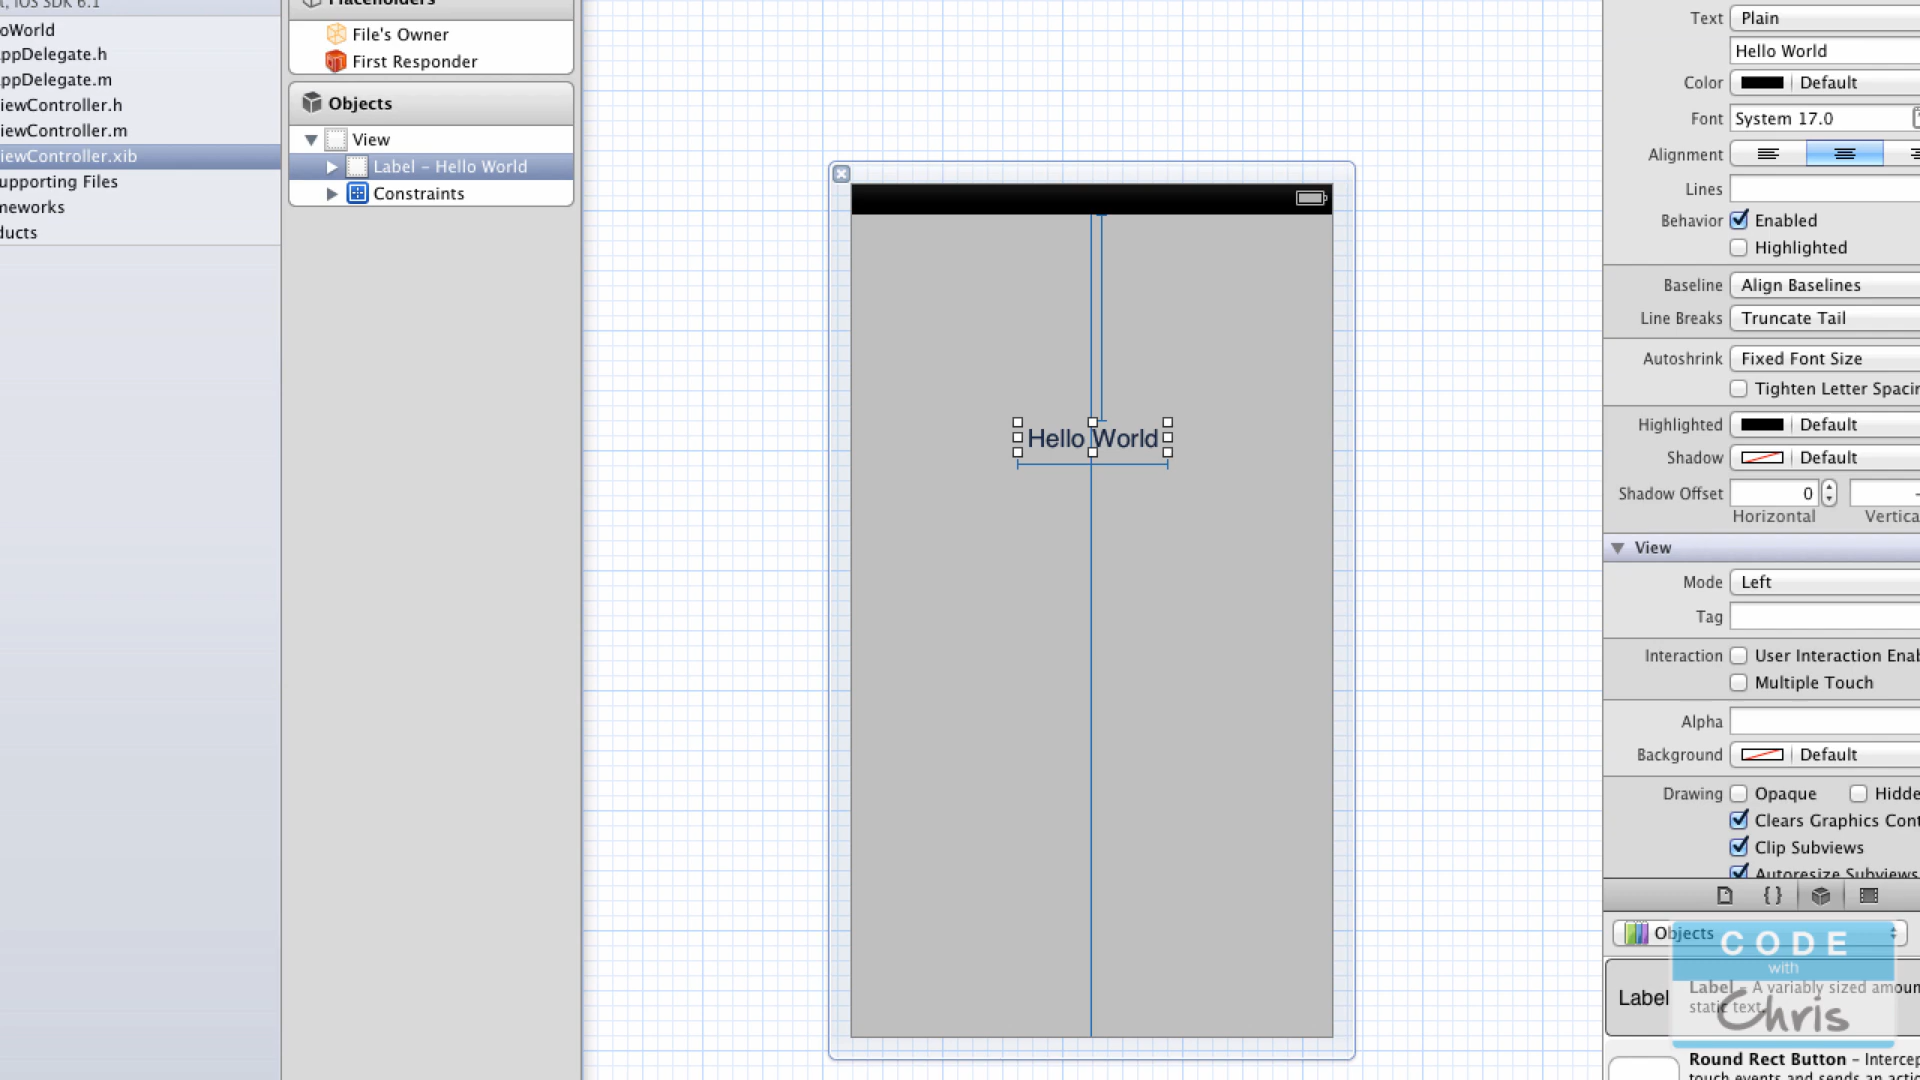 t, iOS SDK 6.1
oWorld
ppDelegate.h
ppDelegate.m
iewController.h
iewController.m
iewController.xib
upporting Files
meworks
ducts
Placeholders
File's Owner
First Responder
Objects
View
Label – Hello World
Constraints
Hello World
Text Plain
Hello World
Color Default
Font System 17.0
Alignment
Lines
Behavior Enabled
Highlighted
Baseline Align Baselines
Line Breaks Truncate Tail
Autoshrink Fixed Font Size
Tighten Letter Spacin
Highlighted Default
Shadow Default
Shadow Offset 0
Horizontal Vertica
View
Mode Left
Tag
Interaction User Interaction Enab
Multiple Touch
Alpha
Background Default
Drawing Opaque Hidde
Clears Graphics Cont
Clip Subviews
Autoresize Subviews
{ }
Objects
CODE
with
Chris
Label
Label – A variably sized amoun
static text.
Round Rect Button – Intercep
touch events and sends an actio